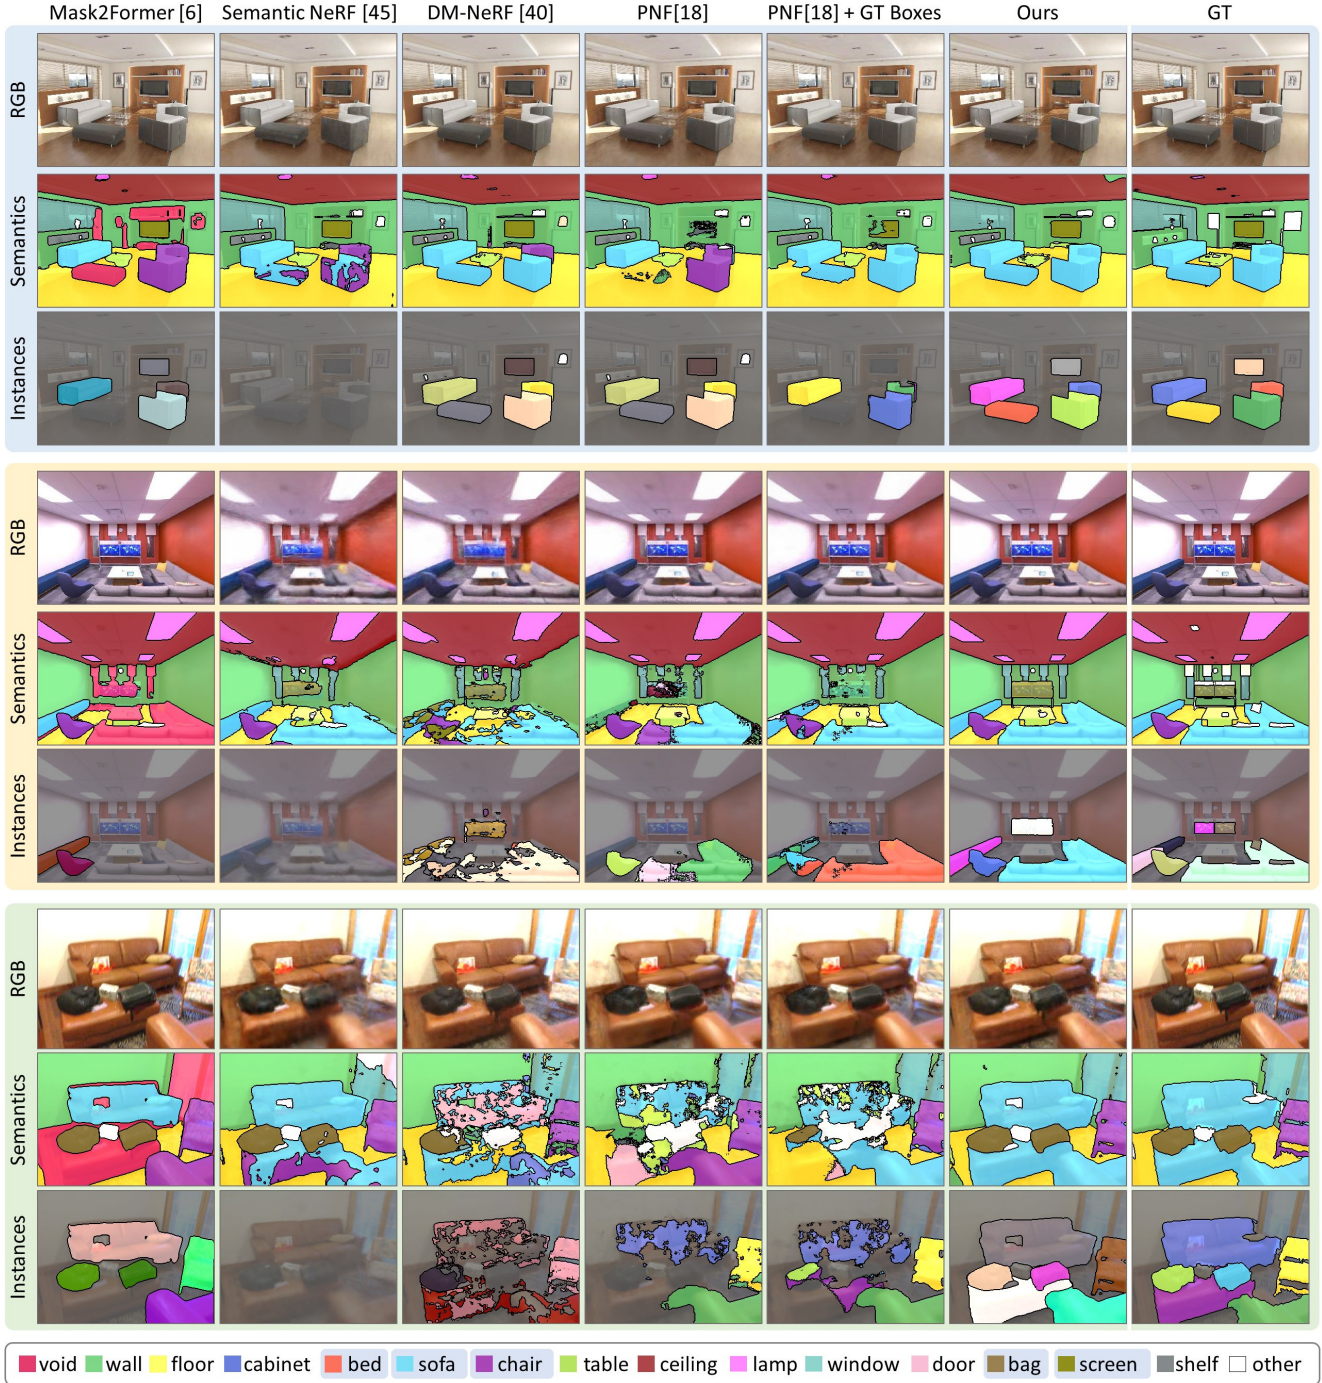 Mask2Former [6] Semantic NeRF [45] DM-NeRF [40] PNF[18] PNF[18] + GT Boxes Ours GT
RGB
Semantics
Instances
RGB
Semantics
Instances
RGB
Semantics
Instances
void wall floor cabinet bed sofa chair table ceiling lamp window door bag screen shelf other